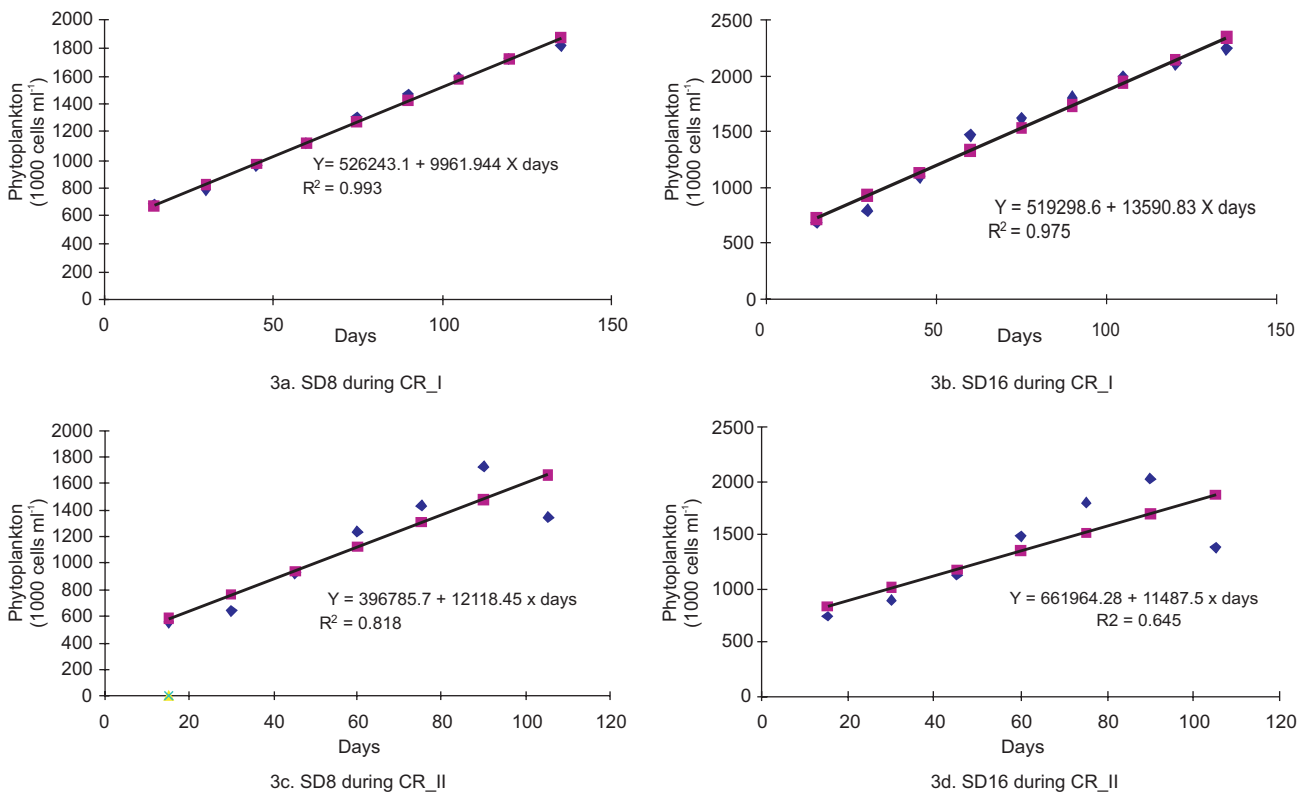 Phytoplankton
(1000 cells ml⁻¹)
2000
1800
1600
1400
1200
1000
800
600
400
200
0
Y= 526243.1 + 9961.944 X days
R² = 0.993
0 50 100 150
Days
3a. SD8 during CR_I
Phytoplankton
(1000 cells ml⁻¹)
2500
2000
1500
1000
500
0
Y = 519298.6 + 13590.83 X days
R² = 0.975
0 50 100 150
Days
3b. SD16 during CR_I
Phytoplankton
(1000 cells ml⁻¹)
2000
1800
1600
1400
1200
1000
800
600
400
200
0
Y = 396785.7 + 12118.45 x days
R² = 0.818
0 20 40 60 80 100 120
Days
3c. SD8 during CR_II
Phytoplankton
(1000 cells ml⁻¹)
2500
2000
1500
1000
500
0
Y = 661964.28 + 11487.5 x days
R2 = 0.645
0 20 40 60 80 100 120
Days
3d. SD16 during CR_II